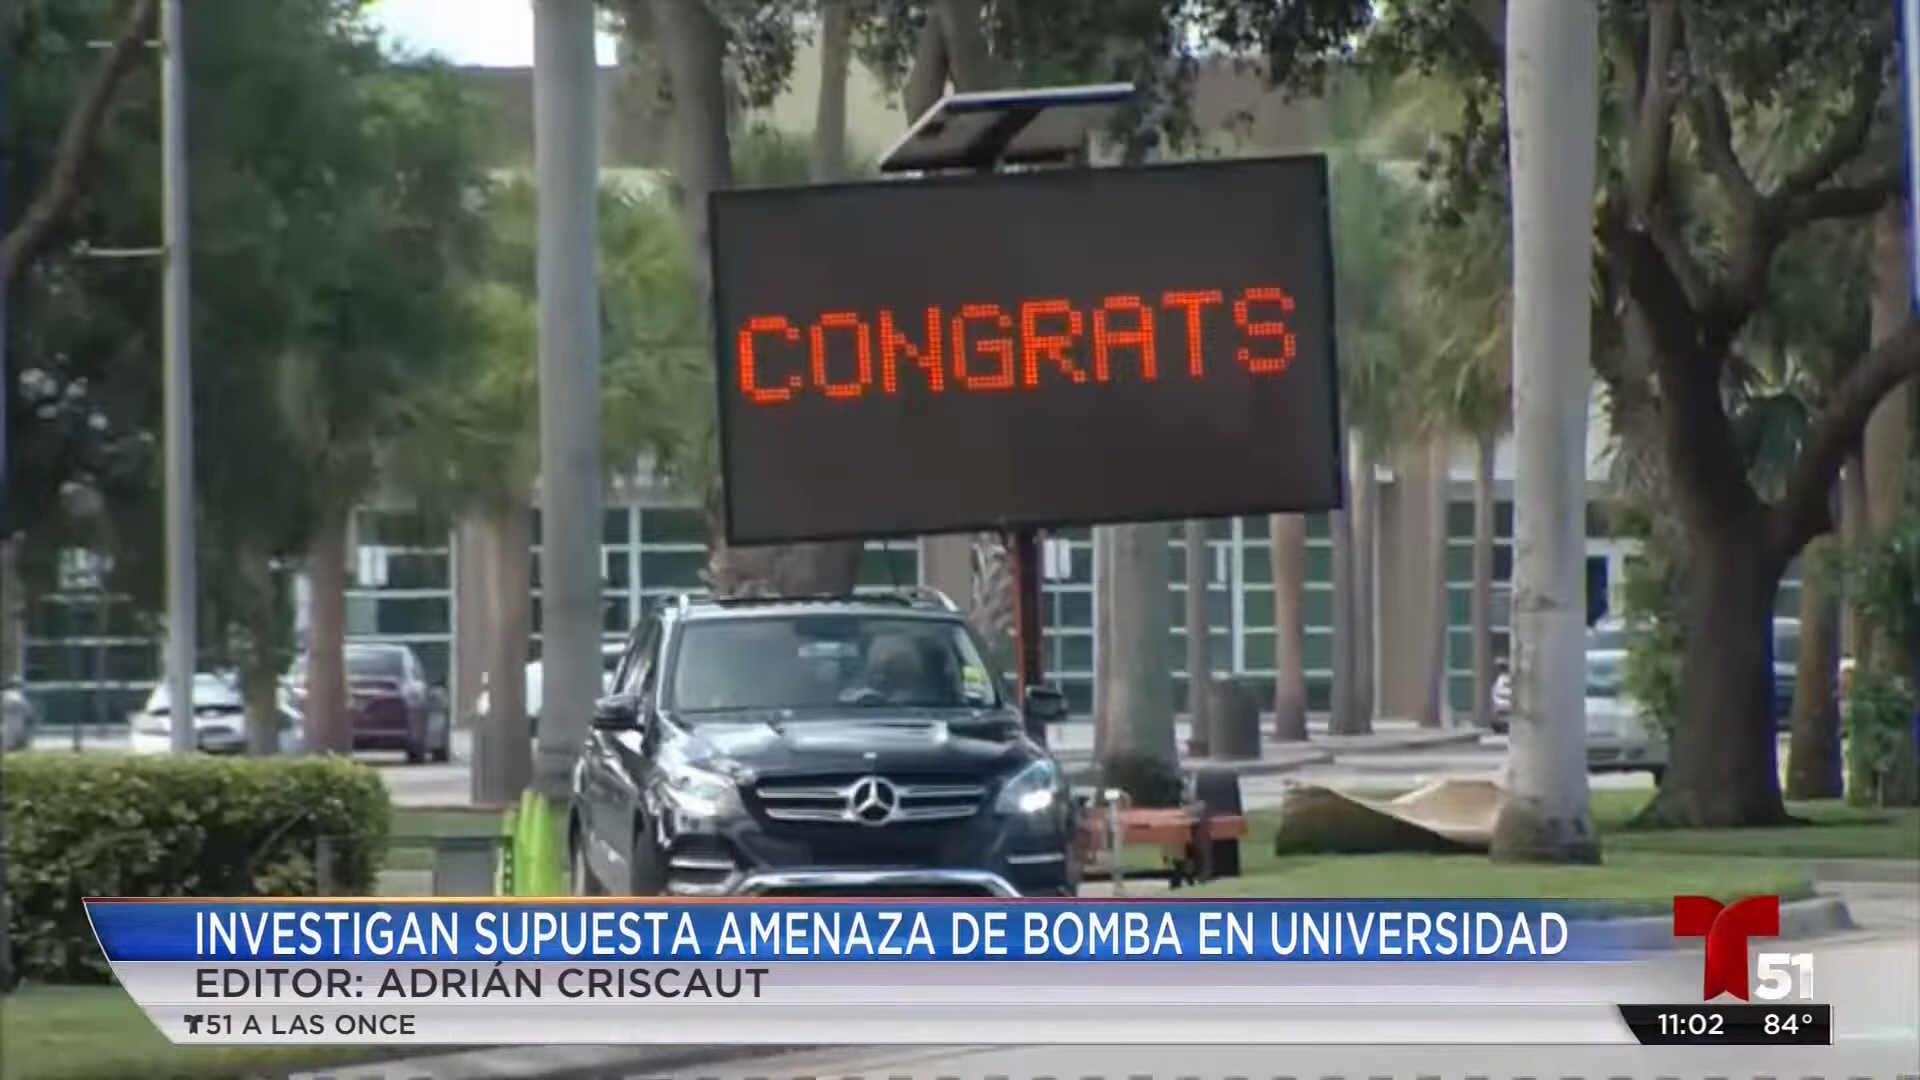 CONGRATS
INVESTIGAN SUPUESTA AMENAZA DE BOMBA EN UNIVERSIDAD
EDITOR: ADRIÁN CRISCAUT
T51 A LAS ONCE
T 51
11:02 84°